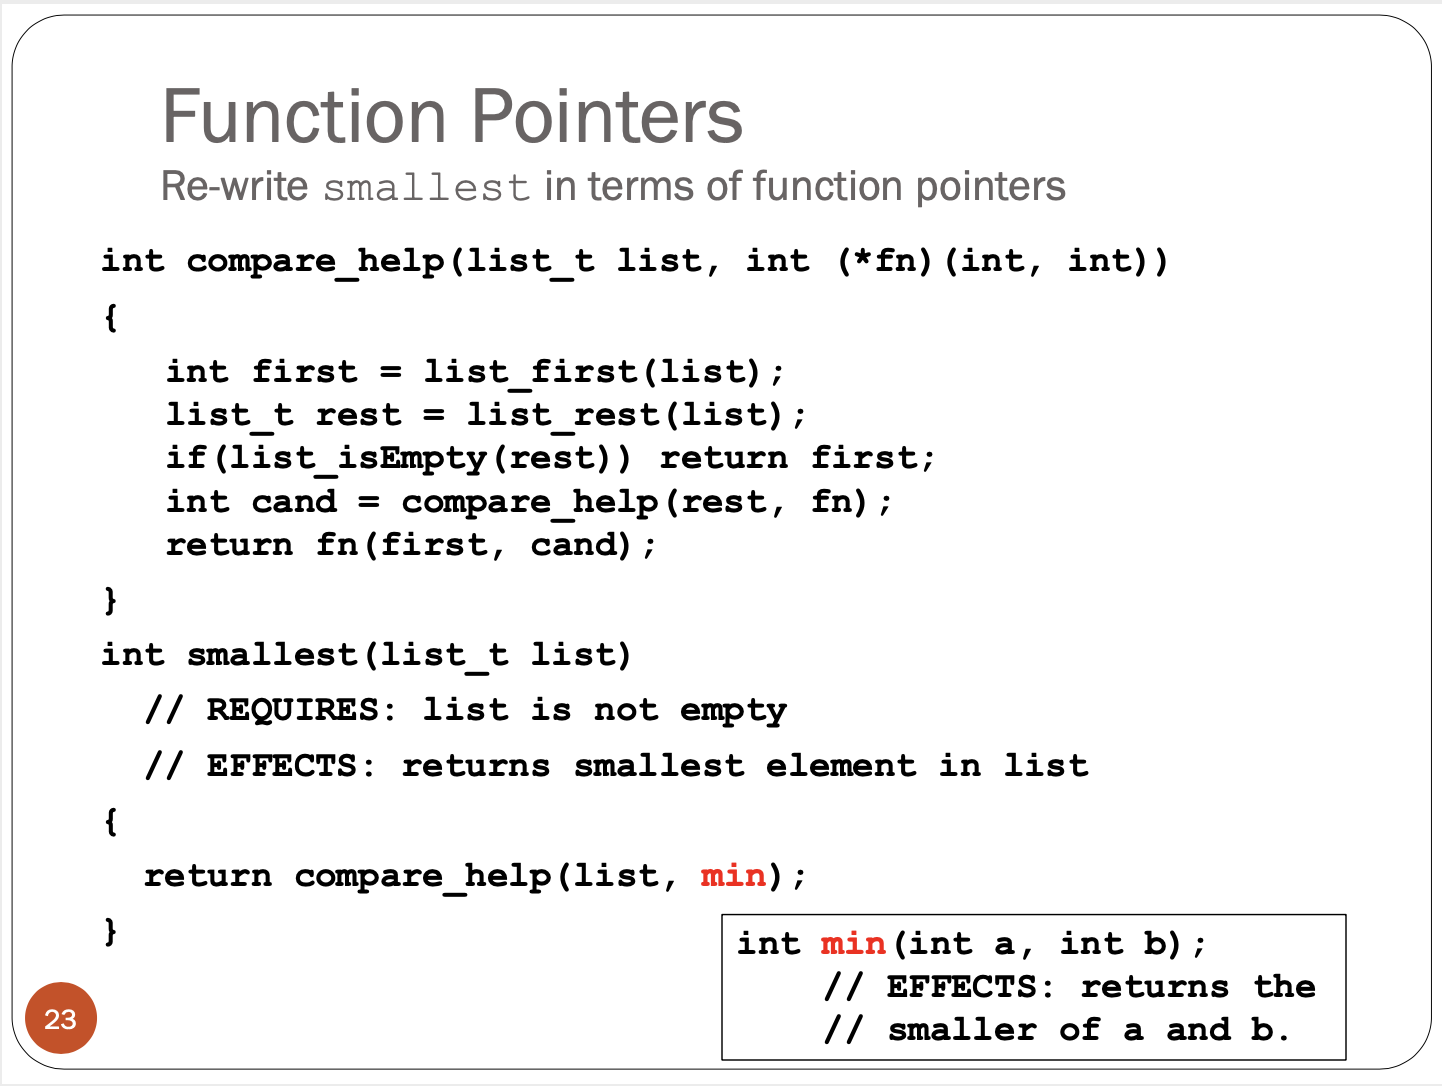 Function Pointers
Re-write smallest in terms of function pointers
int compare_help(list_t list, int (*fn)(int, int))
{
int first = list_first(list);
list_t rest = list_rest(list);
if(list_isEmpty(rest)) return first;
int cand = compare_help(rest, fn);
return fn(first, cand);
}
int smallest(list_t list)
// REQUIRES: list is not empty
// EFFECTS: returns smallest element in list
{
return compare_help(list, min);
}
int min(int a, int b);
// EFFECTS: returns the
// smaller of a and b.
23